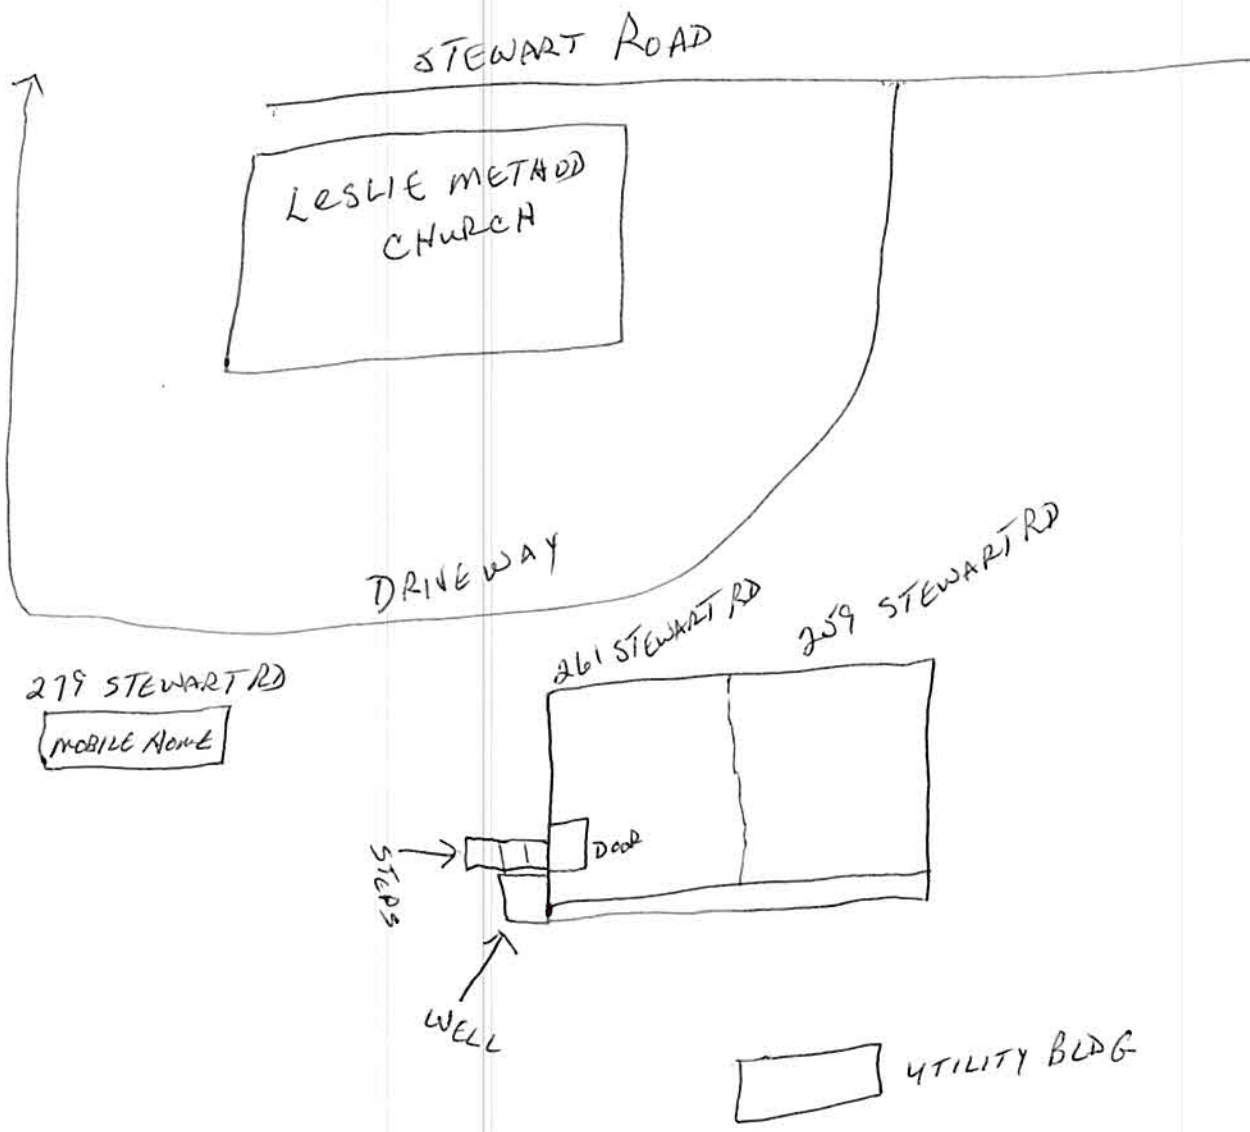 STEWART ROAD
LESLIE METHOD
CHURCH
DRIVEWAY
261 STEWART RD
259 STEWART RD
279 STEWART RD
MOBILE HOME
DOOR
STEPS
WELL
UTILITY BLDG